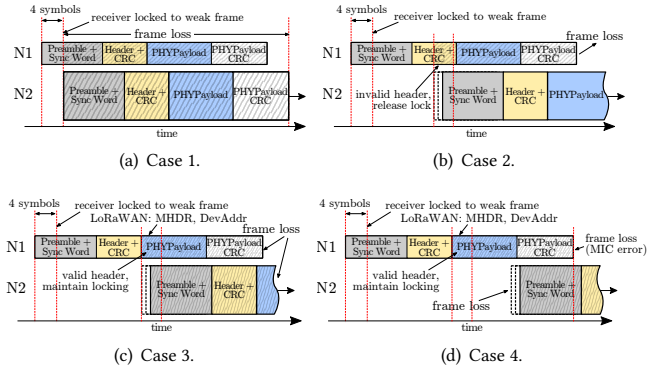 4 symbols
receiver locked to weak frame
frame loss
N1
Preamble +
Sync Word
Header +
CRC
PHYPayload
PHYPayload
CRC
N2
Preamble +
Sync Word
Header +
CRC
PHYPayload
PHYPayload
CRC
time
(a) Case 1.
4 symbols
receiver locked to weak frame
frame loss
N1
Preamble +
Sync Word
Header +
CRC
PHYPayload
PHYPayload
CRC
invalid header,
release lock
N2
Preamble +
Sync Word
Header +
CRC
PHYPayload
time
(b) Case 2.
4 symbols
receiver locked to weak frame
LoRaWAN: MHDR, DevAddr
frame loss
N1
Preamble +
Sync Word
Header +
CRC
PHYPayload
PHYPayload
CRC
valid header,
maintain locking
N2
Preamble +
Sync Word
Header +
CRC
time
(c) Case 3.
4 symbols
receiver locked to weak frame
LoRaWAN: MHDR, DevAddr
N1
Preamble +
Sync Word
Header +
CRC
PHYPayload
PHYPayload
CRC
frame loss
(MIC error)
valid header,
maintain locking
frame loss
N2
Preamble +
Sync Word
time
(d) Case 4.